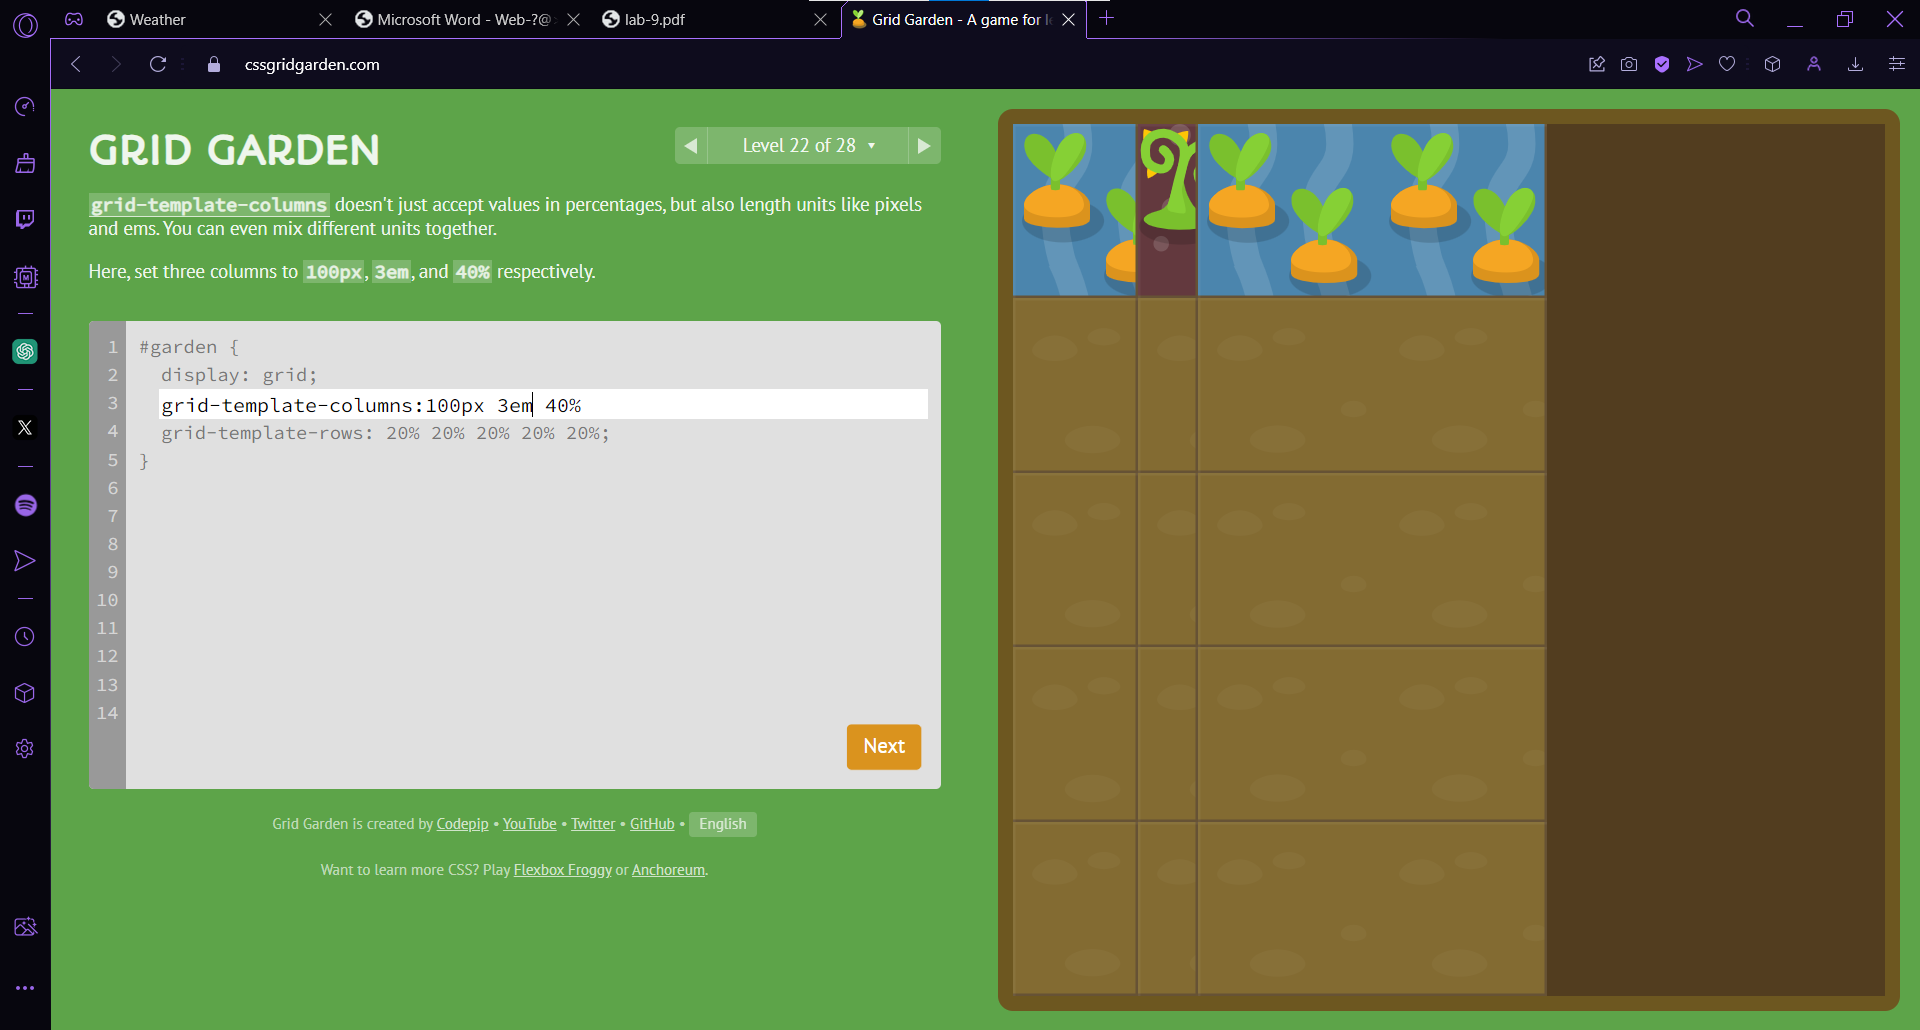 Weather
Microsoft Word - Web-?@
lab-9.pdf
Grid Garden - A game for l
cssgridgarden.com
GRID GARDEN
Level 22 of 28
grid-template-columns doesn't just accept values in percentages, but also length units like pixels
and ems. You can even mix different units together.
Here, set three columns to 100px, 3em, and 40% respectively.
1 #garden {
2 display: grid;
3 grid-template-columns:100px 3em 40%
4 grid-template-rows: 20% 20% 20% 20% 20%;
5 }
6
7
8
9
10
11
12
13
14
Next
Grid Garden is created by Codepip • YouTube • Twitter • GitHub • English
Want to learn more CSS? Play Flexbox Froggy or Anchoreum.